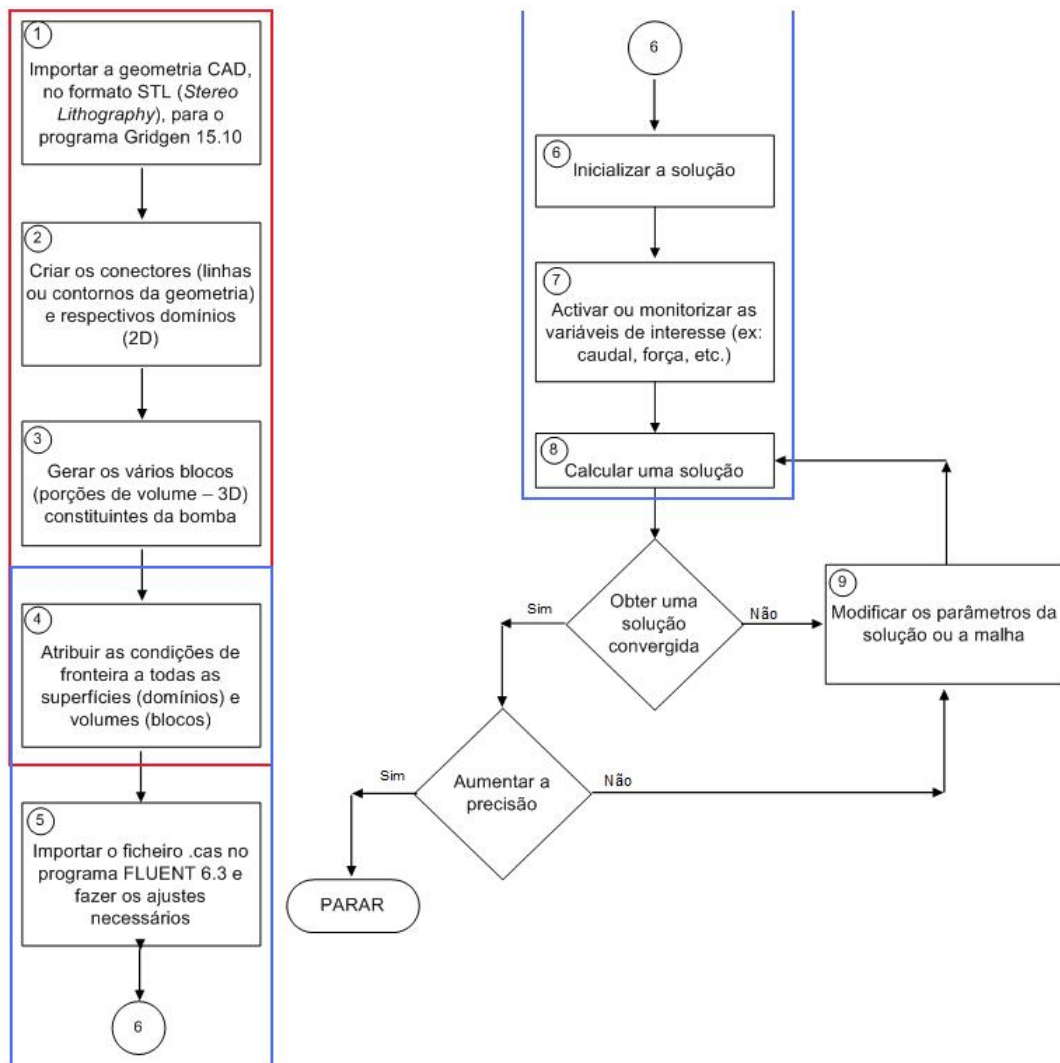 1
Importar a geometria CAD,
no formato STL (Stereo
Lithography), para o
programa Gridgen 15.10
2
Criar os conectores (linhas
ou contornos da geometria)
e respectivos domínios
(2D)
3
Gerar os vários blocos
(porções de volume – 3D)
constituintes da bomba
4
Atribuir as condições de
fronteira a todas as
superfícies (domínios) e
volumes (blocos)
5
Importar o ficheiro .cas no
programa FLUENT 6.3 e
fazer os ajustes
necessários
6
6
6
Inicializar a solução
7
Activar ou monitorizar as
variáveis de interesse (ex:
caudal, força, etc.)
8
Calcular uma solução
Obter uma
solução
convergida
Sim
Não
9
Modificar os parâmetros da
solução ou a malha
Aumentar a
precisão
Sim
Não
PARAR